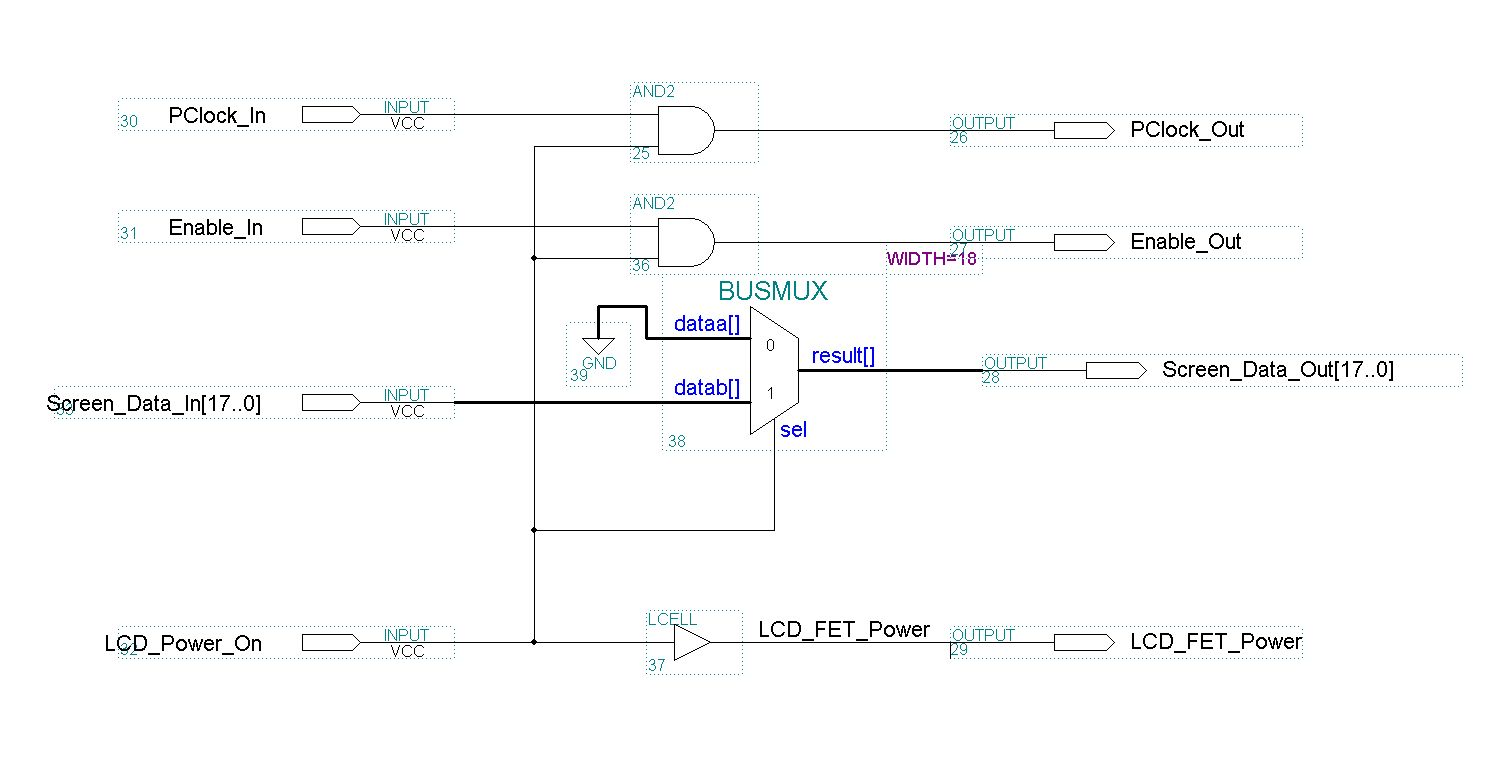 AND2
INPUT
30 PClock_In VCC
OUTPUT
26
PClock_Out
25
AND2
INPUT
31 Enable_In VCC
OUTPUT
27
Enable_Out
36
WIDTH=18
BUSMUX
dataa[]
0
result[]
GND
39
OUTPUT
28
Screen_Data_Out[17..0]
datab[]
1
INPUT
Screen_Data_In[17..0] VCC
sel
38
LCELL
LCD_FET_Power
INPUT
32
LCD_Power_On VCC
OUTPUT
29
LCD_FET_Power
37